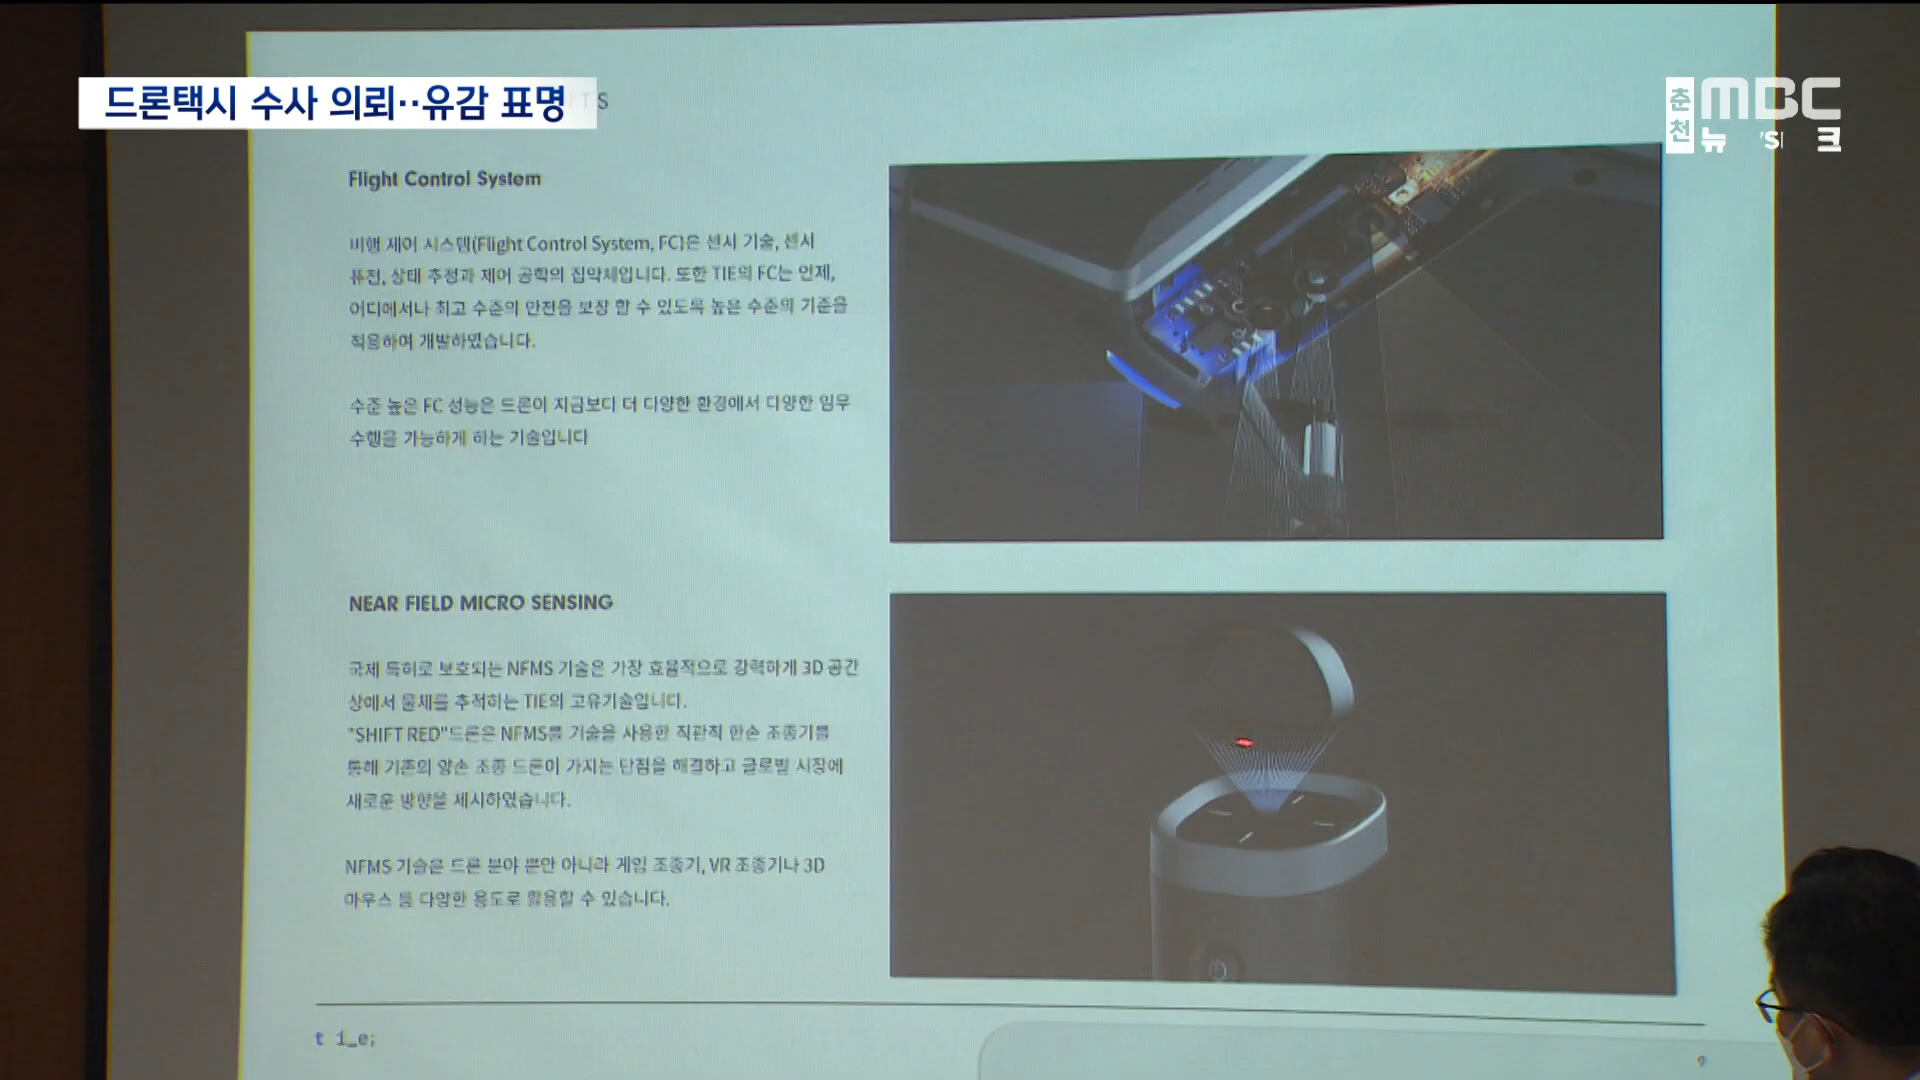 드론택시 수사 의뢰··유감 표명
TS
춘천
MBC
뉴
크
Flight Control System
비행 제어 시스템(Flight Control System, FC)은 센서 기술, 센서
퓨전, 상태 추정과 제어 공학의 집약체입니다. 또한 TIE의 FC는 언제,
어디에서나 최고 수준의 안전을 보장 할 수 있도록 높은 수준의 기준을
적용하여 개발하였습니다.
수준 높은 FC 성능은 드론이 지금보다 더 다양한 환경에서 다양한 임무
수행을 가능하게 하는 기술입니다
NEAR FIELD MICRO SENSING
국제 특허로 보호되는 NFMS 기술은 가장 효율적으로 강력하게 3D 공간
상에서 물체를 추적하는 TIE의 고유기술입니다.
"SHIFT RED"드론은 NFMS를 기술을 사용한 직관적 한손 조종기를
통해 기존의 양손 조종 드론이 가지는 단점을 해결하고 글로벌 시장에
새로운 방향을 제시하였습니다.
NFMS 기술은 드론 분야 뿐만 아니라 게임 조종기, VR 조종기나 3D
마우스 등 다양한 용도로 활용할 수 있습니다.
t i_e;
9